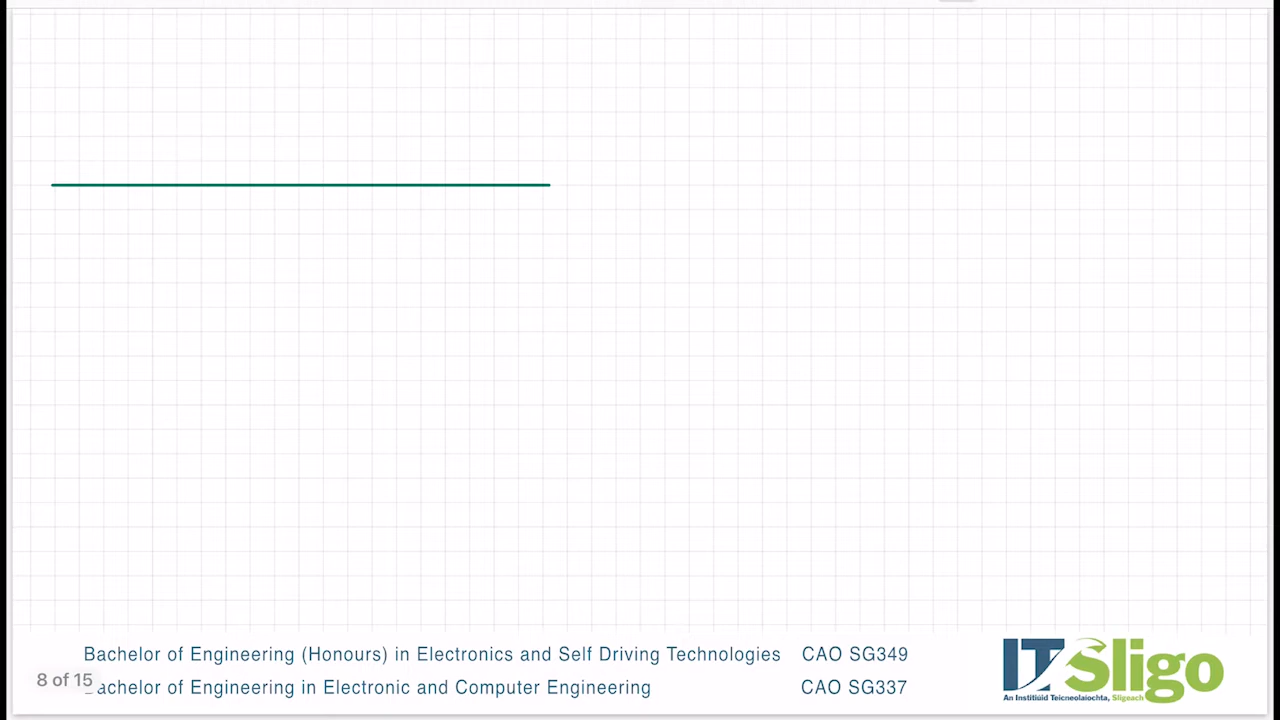 Bachelor of Engineering (Honours) in Electronics and Self Driving Technologies CAO SG349
8 of 15
Bachelor of Engineering in Electronic and Computer Engineering CAO SG337
IT Sligo
An Institiúid Teicneolaíochta, Sligeach